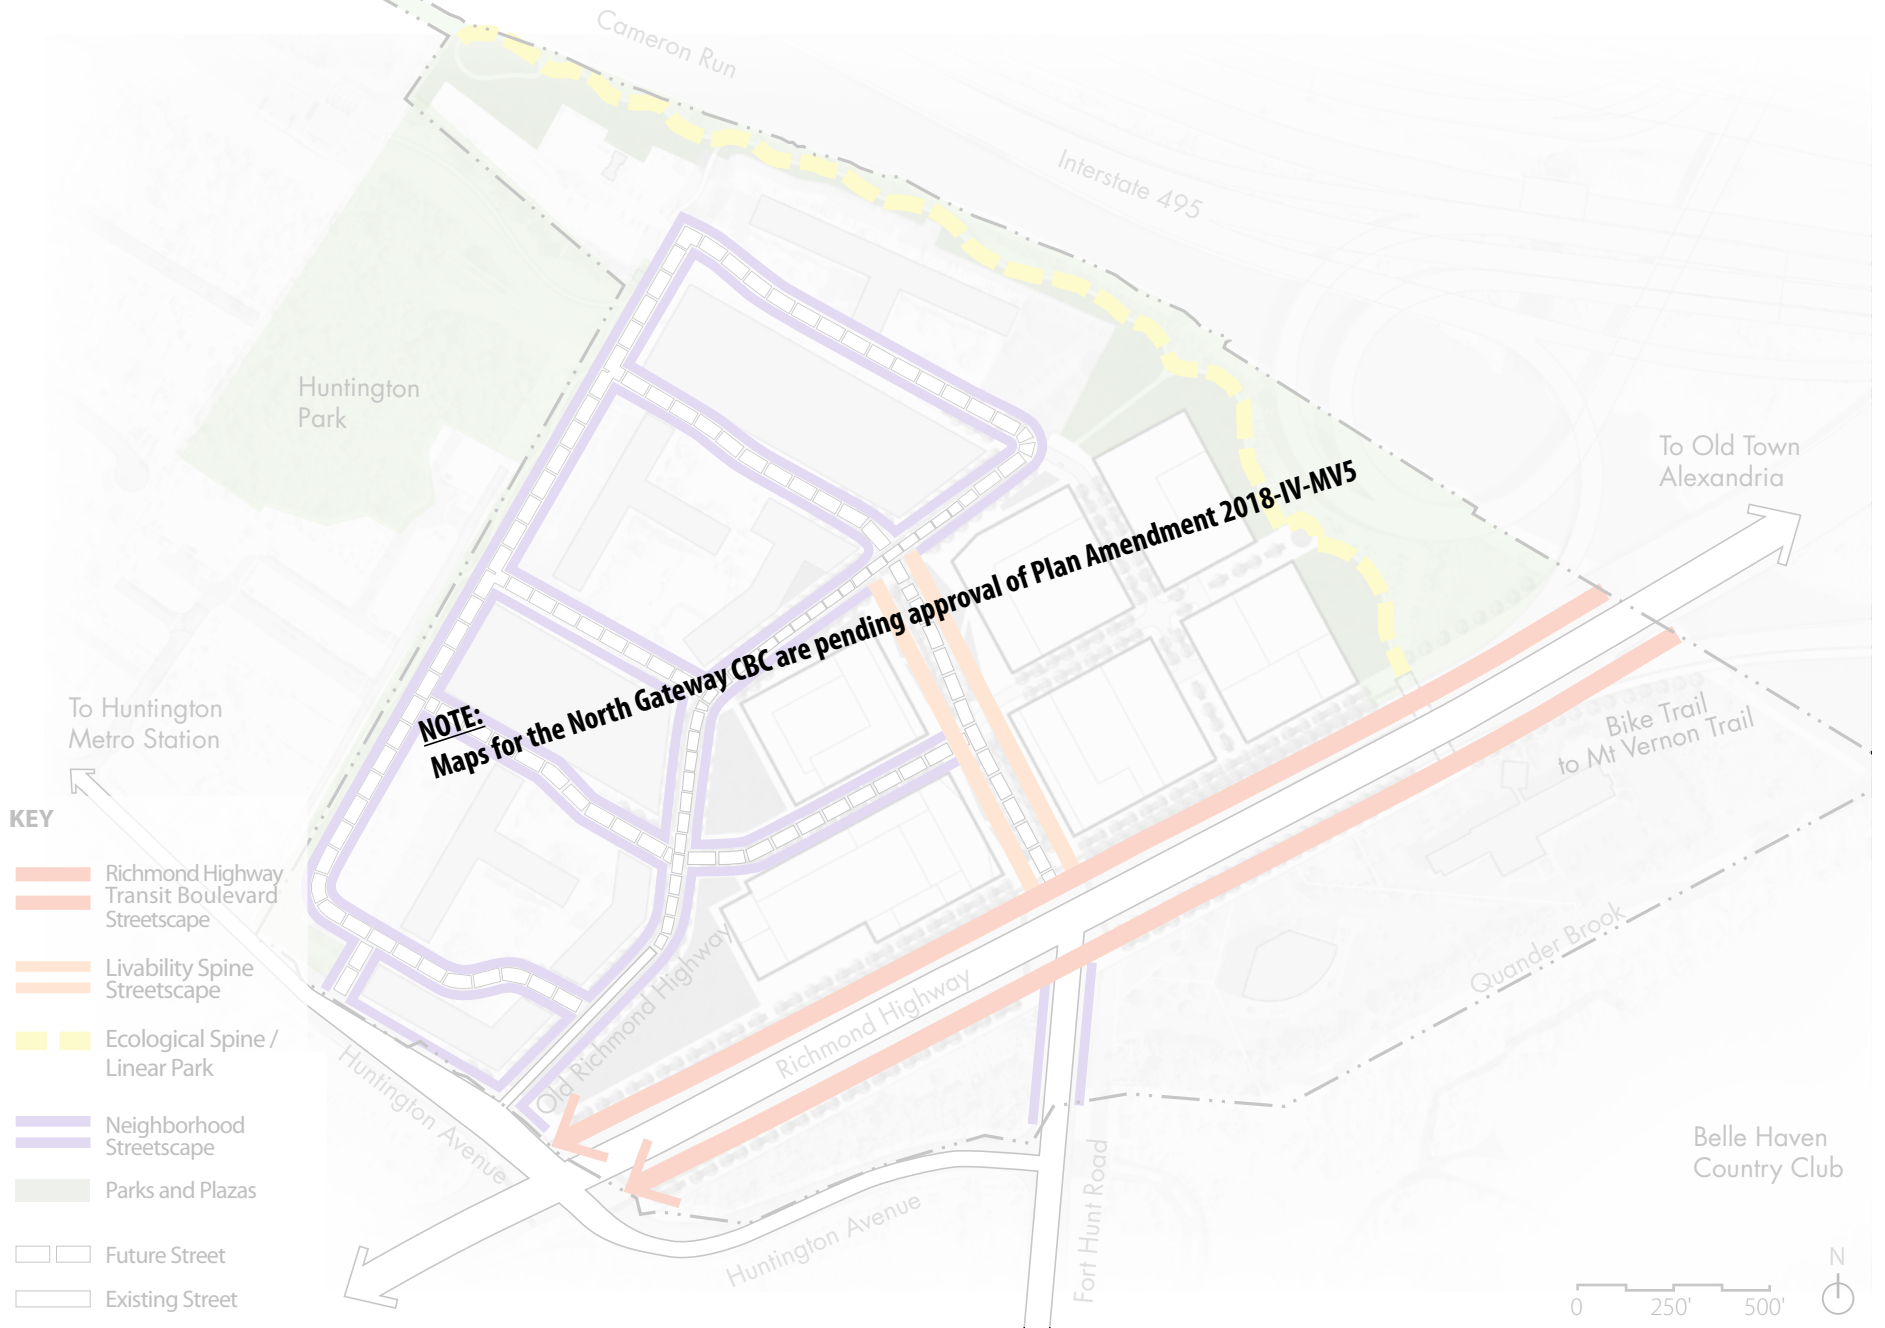 Cameron Run
Interstate 495
Huntington
Park
To Old Town
Alexandria
NOTE:
Maps for the North Gateway CBC are pending approval of Plan Amendment 2018-IV-MV5
To Huntington
Metro Station
Bike Trail
to Mt Vernon Trail
KEY
Richmond Highway
Transit Boulevard
Streetscape
Livability Spine
Streetscape
Ecological Spine /
Linear Park
Neighborhood
Streetscape
Parks and Plazas
Future Street
Existing Street
Quander Brook
Old Richmond Highway
Richmond Highway
Huntington Avenue
Huntington Avenue
Fort Hunt Road
Belle Haven
Country Club
N
0 250' 500'